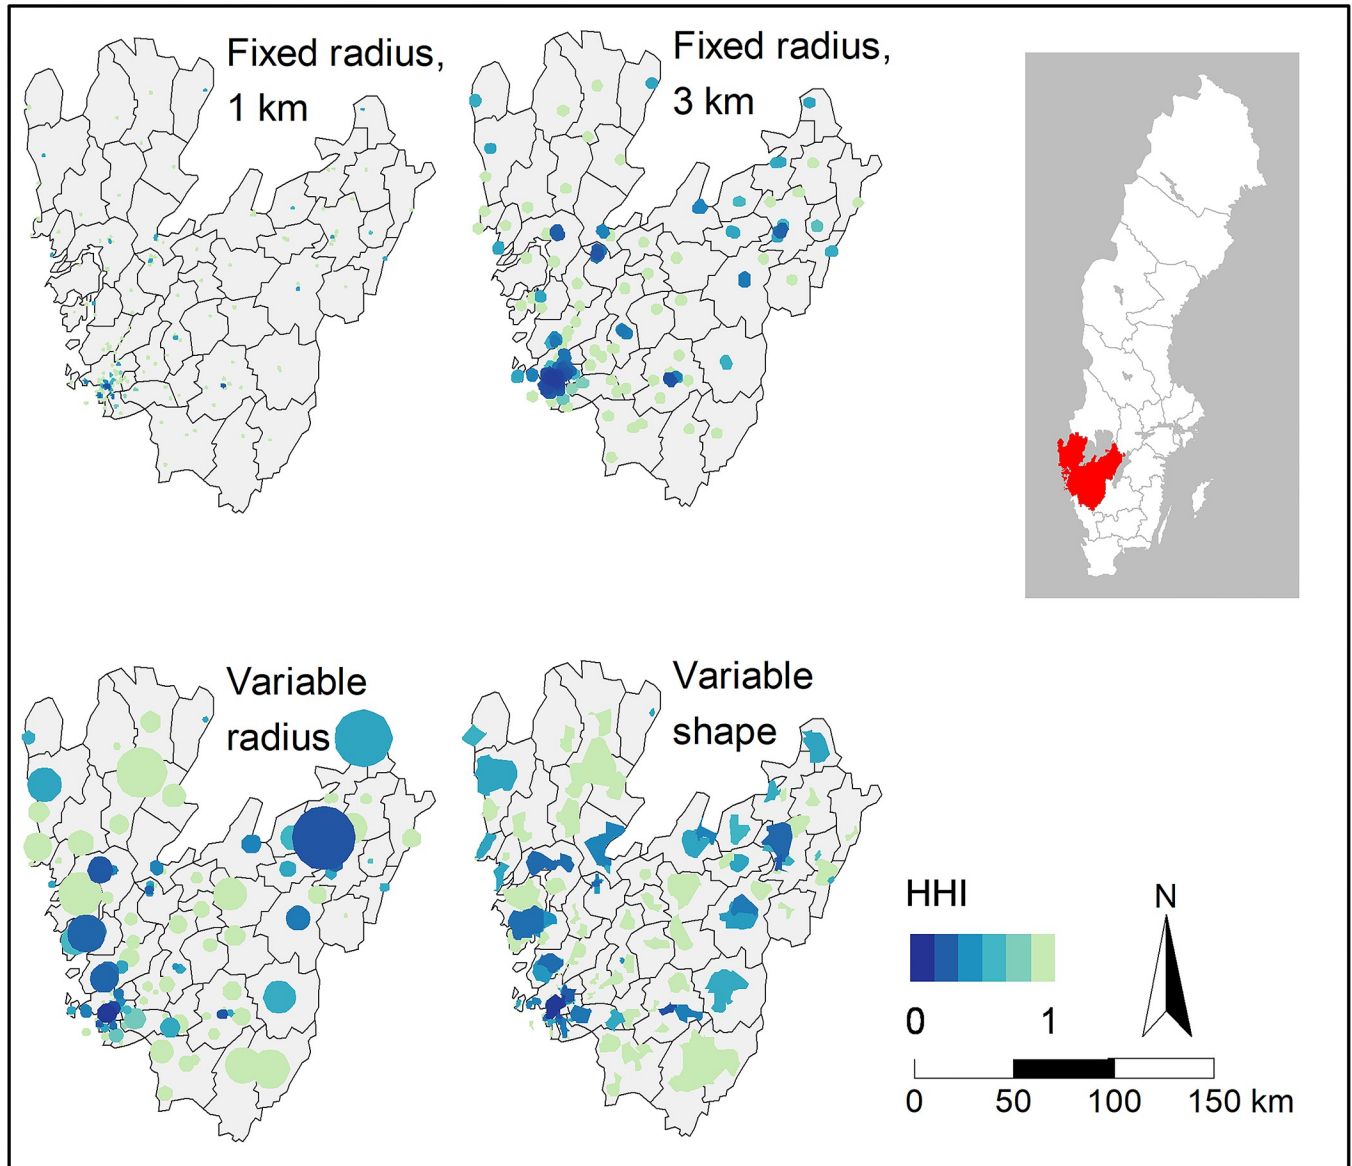 Fixed radius,
1 km
Fixed radius,
3 km
Variable
radius
Variable
shape
HHI
0 1
N
0 50 100 150 km